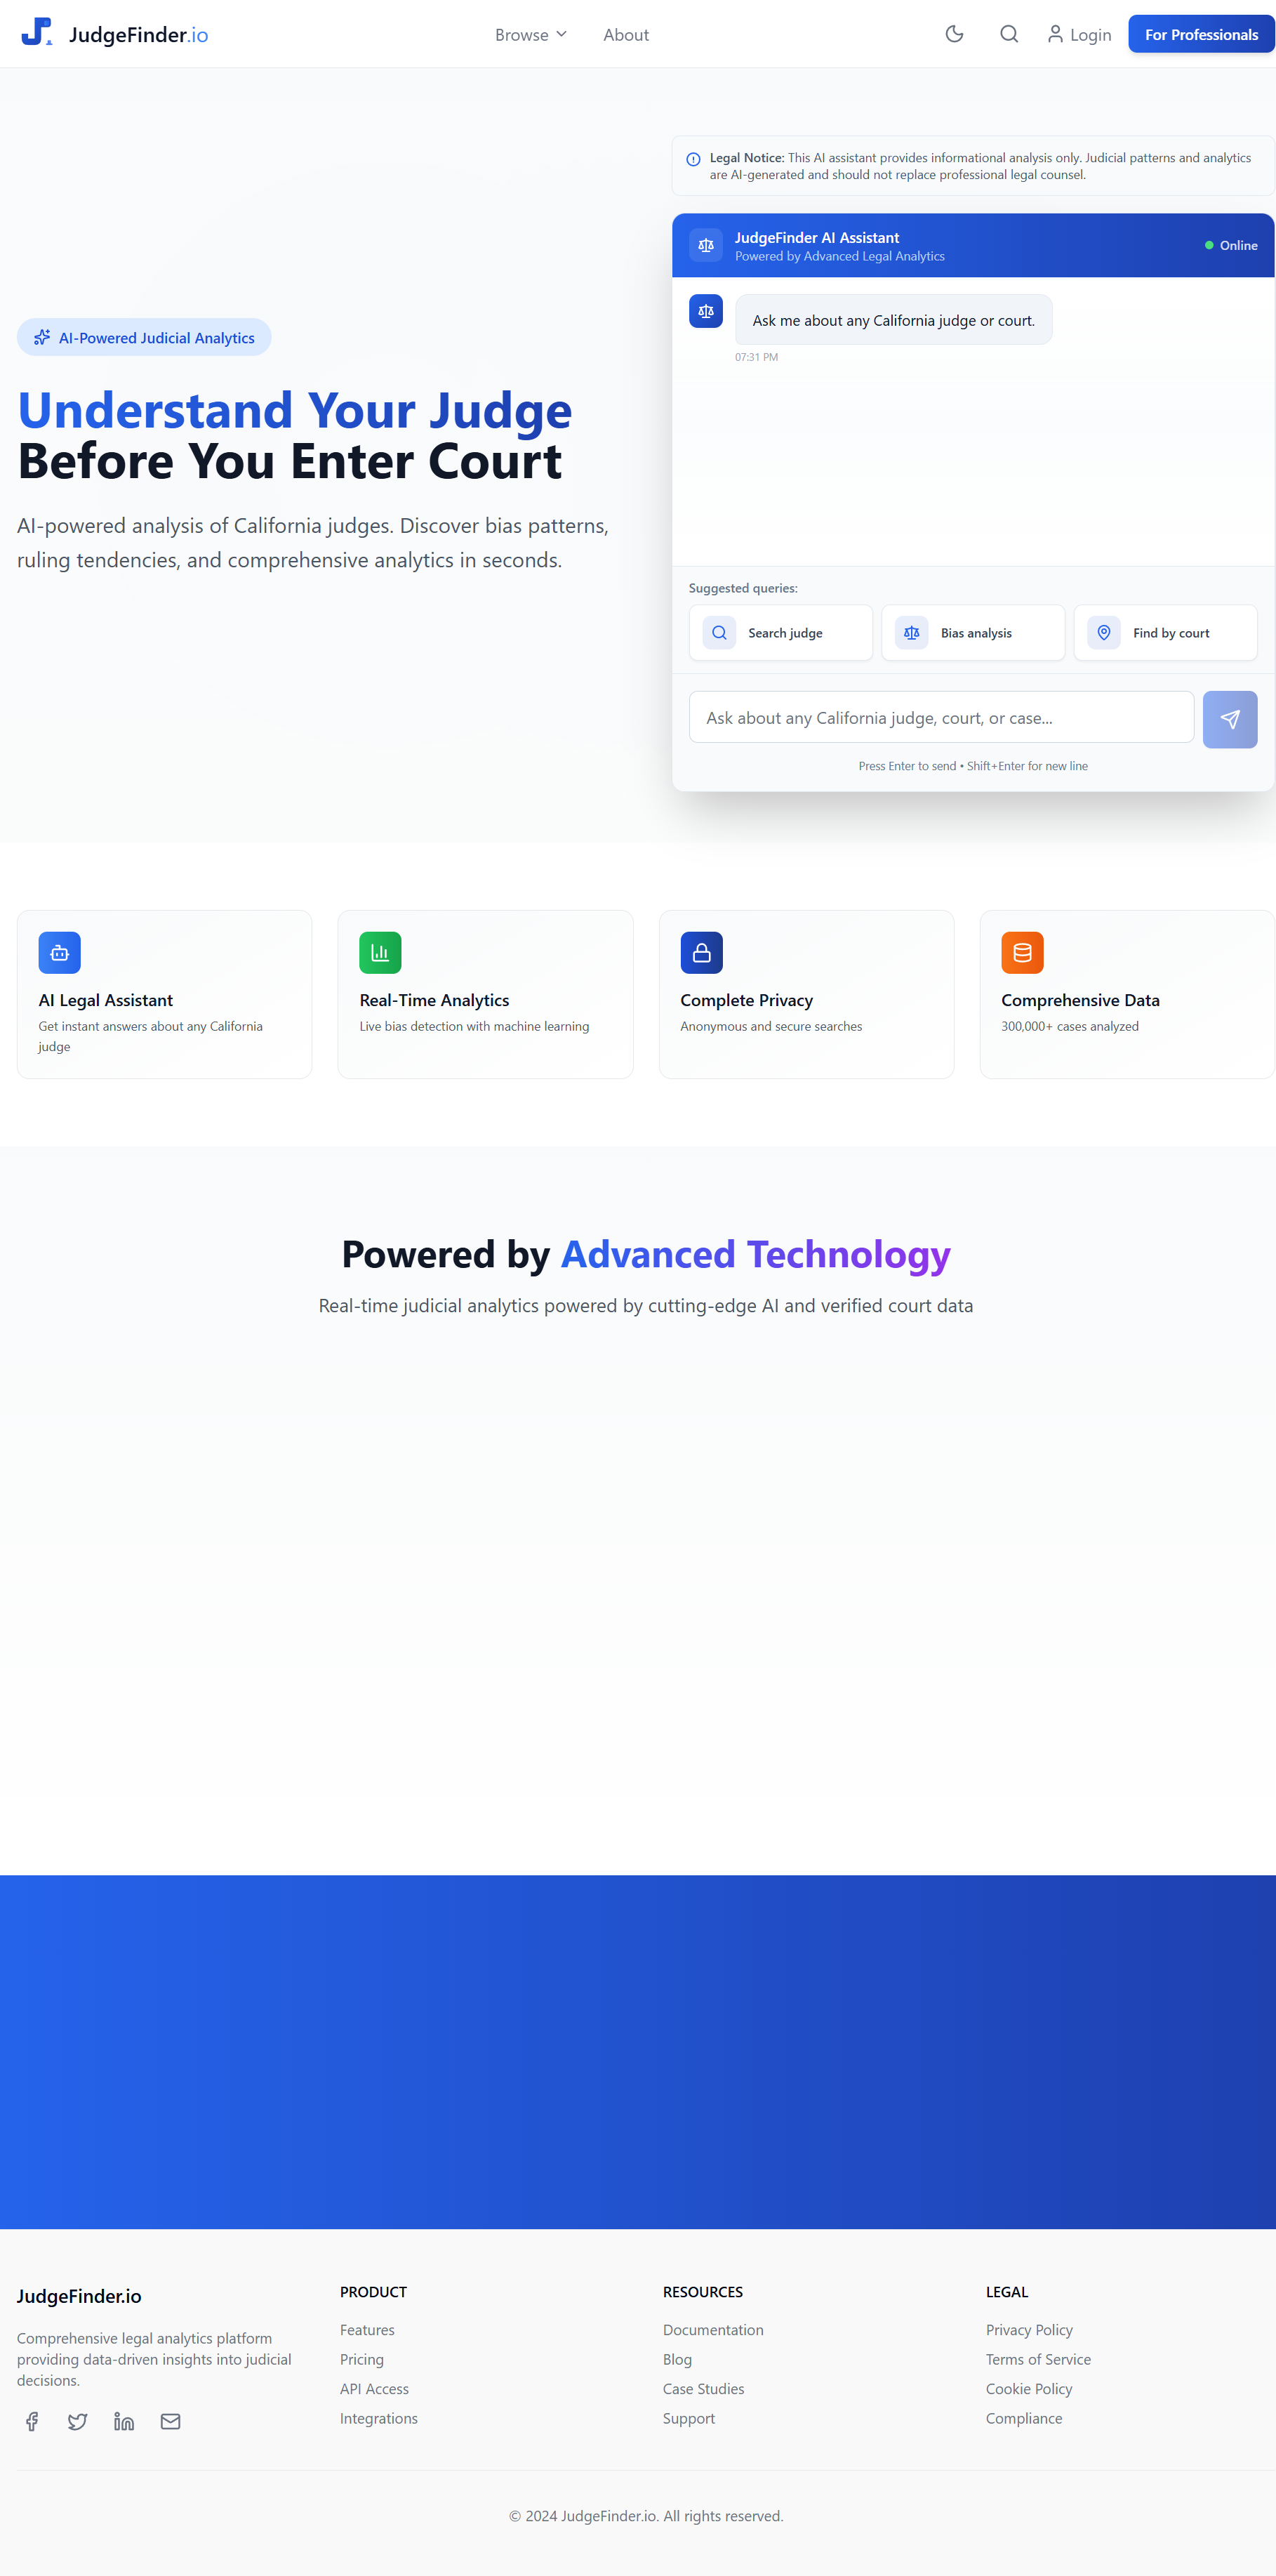 JudgeFinder.io
Browse
About
Login
For Professionals
Legal Notice: This AI assistant provides informational analysis only. Judicial patterns and analytics
are AI-generated and should not replace professional legal counsel.
JudgeFinder AI Assistant
Powered by Advanced Legal Analytics
Online
Ask me about any California judge or court.
07:31 PM
AI-Powered Judicial Analytics
Understand Your Judge
Before You Enter Court
AI-powered analysis of California judges. Discover bias patterns,
ruling tendencies, and comprehensive analytics in seconds.
Suggested queries:
Search judge
Bias analysis
Find by court
Ask about any California judge, court, or case...
Press Enter to send • Shift+Enter for new line
AI Legal Assistant
Get instant answers about any California
judge
Real-Time Analytics
Live bias detection with machine learning
Complete Privacy
Anonymous and secure searches
Comprehensive Data
300,000+ cases analyzed
Powered by Advanced Technology
Real-time judicial analytics powered by cutting-edge AI and verified court data
JudgeFinder.io
Comprehensive legal analytics platform
providing data-driven insights into judicial
decisions.
PRODUCT
Features
Pricing
API Access
Integrations
RESOURCES
Documentation
Blog
Case Studies
Support
LEGAL
Privacy Policy
Terms of Service
Cookie Policy
Compliance
© 2024 JudgeFinder.io. All rights reserved.